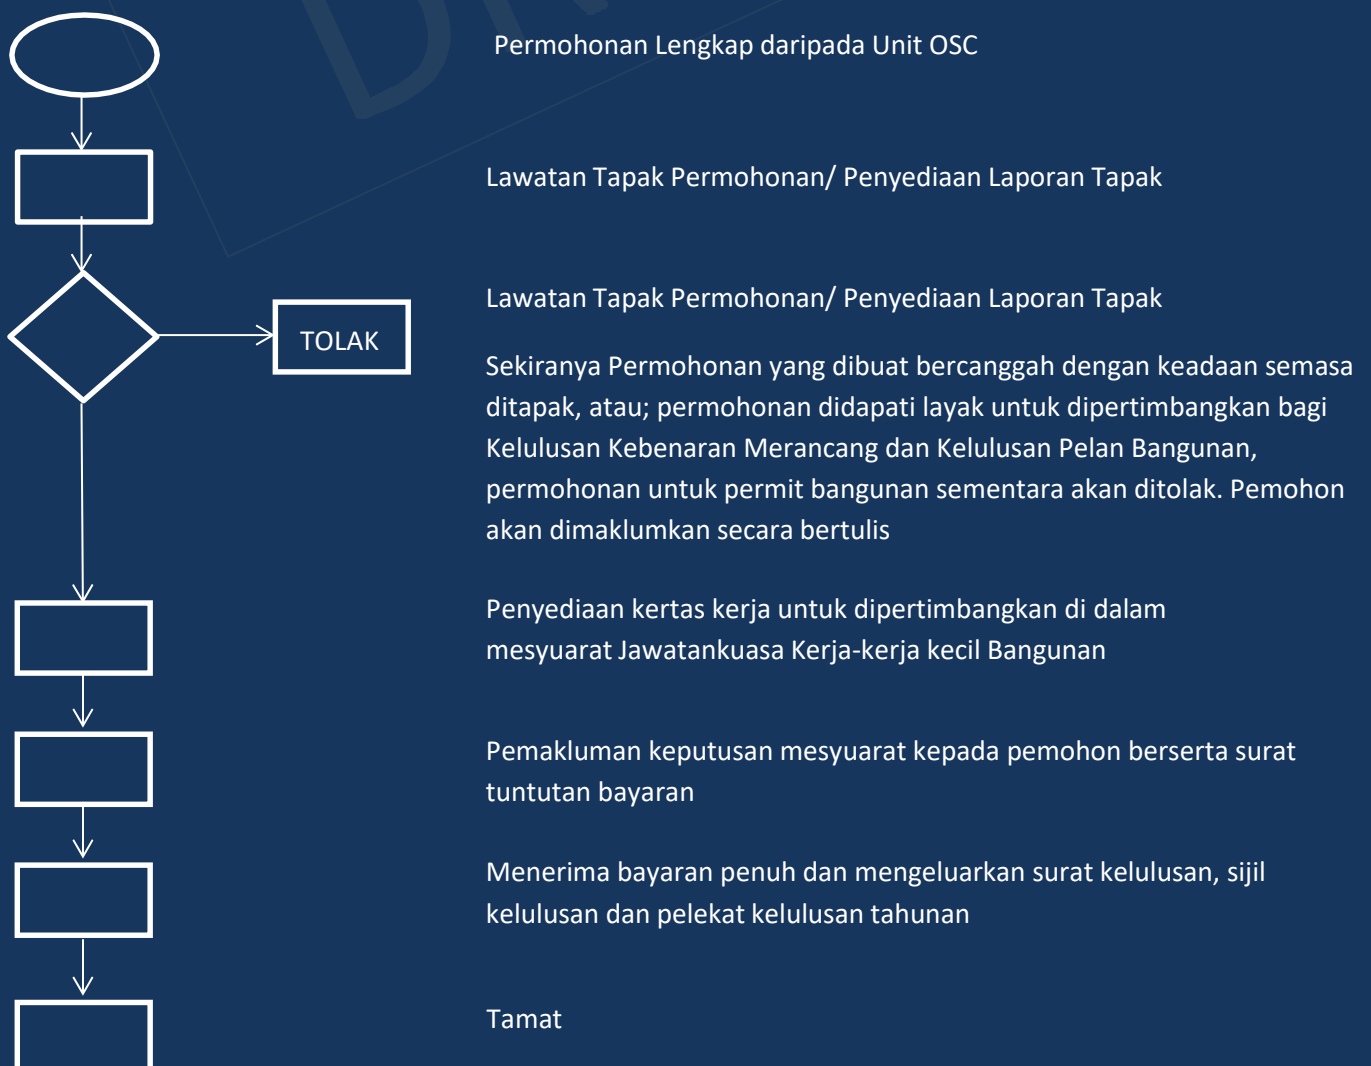 Permohonan Lengkap daripada Unit OSC
Lawatan Tapak Permohonan/ Penyediaan Laporan Tapak
Lawatan Tapak Permohonan/ Penyediaan Laporan Tapak
TOLAK
Sekiranya Permohonan yang dibuat bercanggah dengan keadaan semasa
ditapak, atau; permohonan didapati layak untuk dipertimbangkan bagi
Kelulusan Kebenaran Merancang dan Kelulusan Pelan Bangunan,
permohonan untuk permit bangunan sementara akan ditolak. Pemohon
akan dimaklumkan secara bertulis
Penyediaan kertas kerja untuk dipertimbangkan di dalam
mesyuarat Jawatankuasa Kerja-kerja kecil Bangunan
Pemakluman keputusan mesyuarat kepada pemohon berserta surat
tuntutan bayaran
Menerima bayaran penuh dan mengeluarkan surat kelulusan, sijil
kelulusan dan pelekat kelulusan tahunan
Tamat